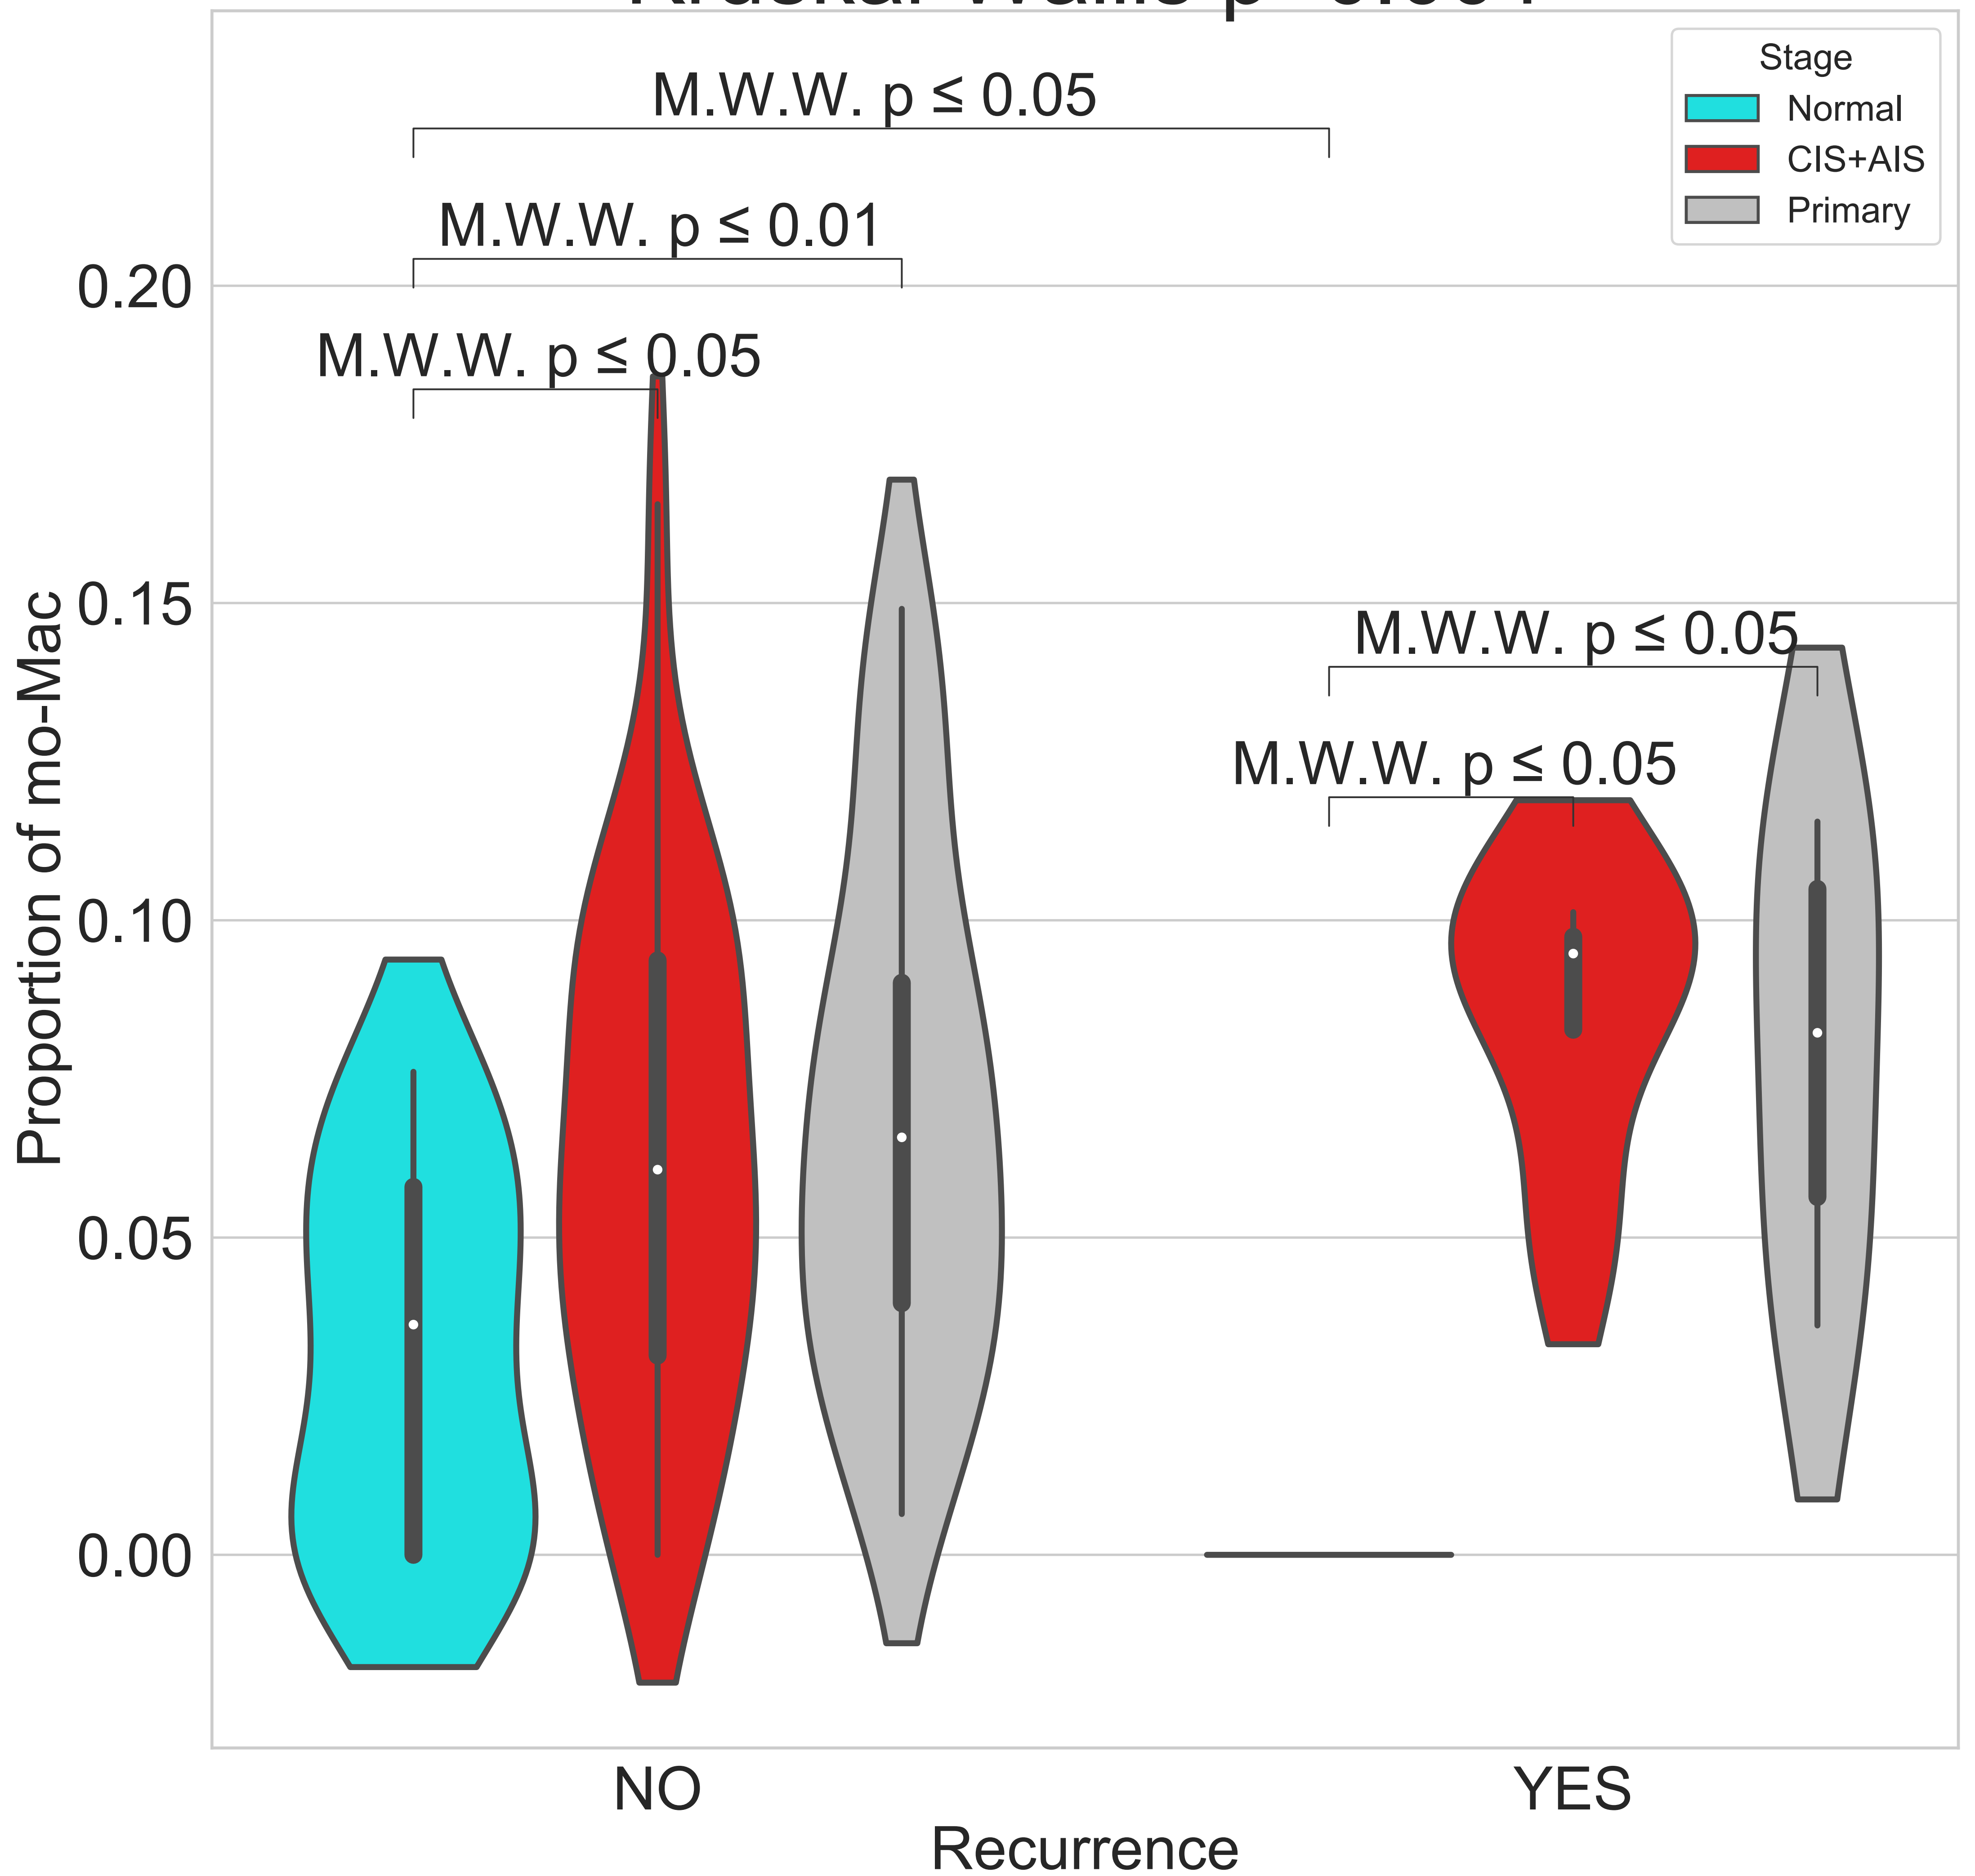 Stage
Normal
CIS+AIS
Primary
M.W.W. p ≤ 0.05
M.W.W. p ≤ 0.01
M.W.W. p ≤ 0.05
M.W.W. p ≤ 0.05
M.W.W. p ≤ 0.05
0.20
0.15
0.10
0.05
0.00
Proportion of mo-Mac
NO
YES
Recurrence